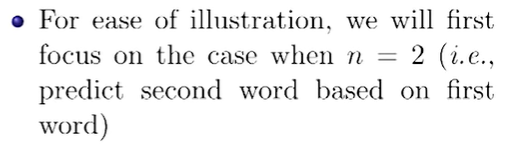 For ease of illustration, we will first
focus on the case when n = 2 (i.e.,
predict second word based on first
word)